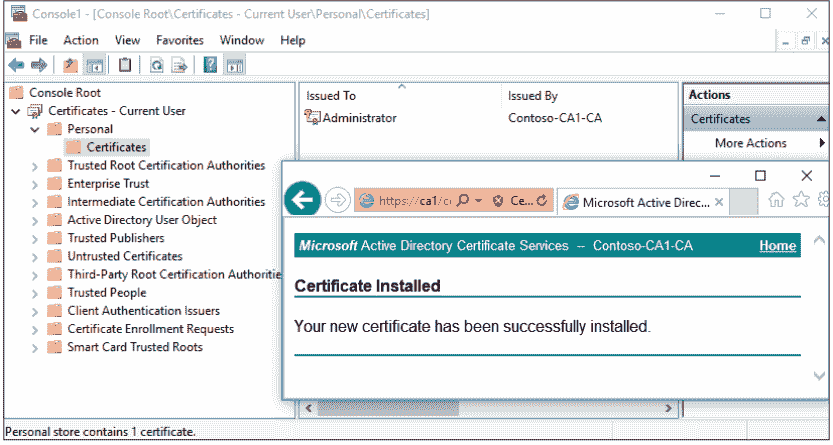 Console1 - [Console Root\Certificates - Current User\Personal\Certificates]
File Action View Favorites Window Help
Console Root
Certificates - Current User
Personal
Certificates
Trusted Root Certification Authorities
Enterprise Trust
Intermediate Certification Authorities
Active Directory User Object
Trusted Publishers
Untrusted Certificates
Third-Party Root Certification Authoritie
Trusted People
Client Authentication Issuers
Certificate Enrollment Requests
Smart Card Trusted Roots
Issued To Issued By
Administrator Contoso-CA1-CA
Actions
Certificates
More Actions
https://ca1/c Ce... Microsoft Active Direc...
Microsoft Active Directory Certificate Services -- Contoso-CA1-CA Home
Certificate Installed
Your new certificate has been successfully installed.
Personal store contains 1 certificate.